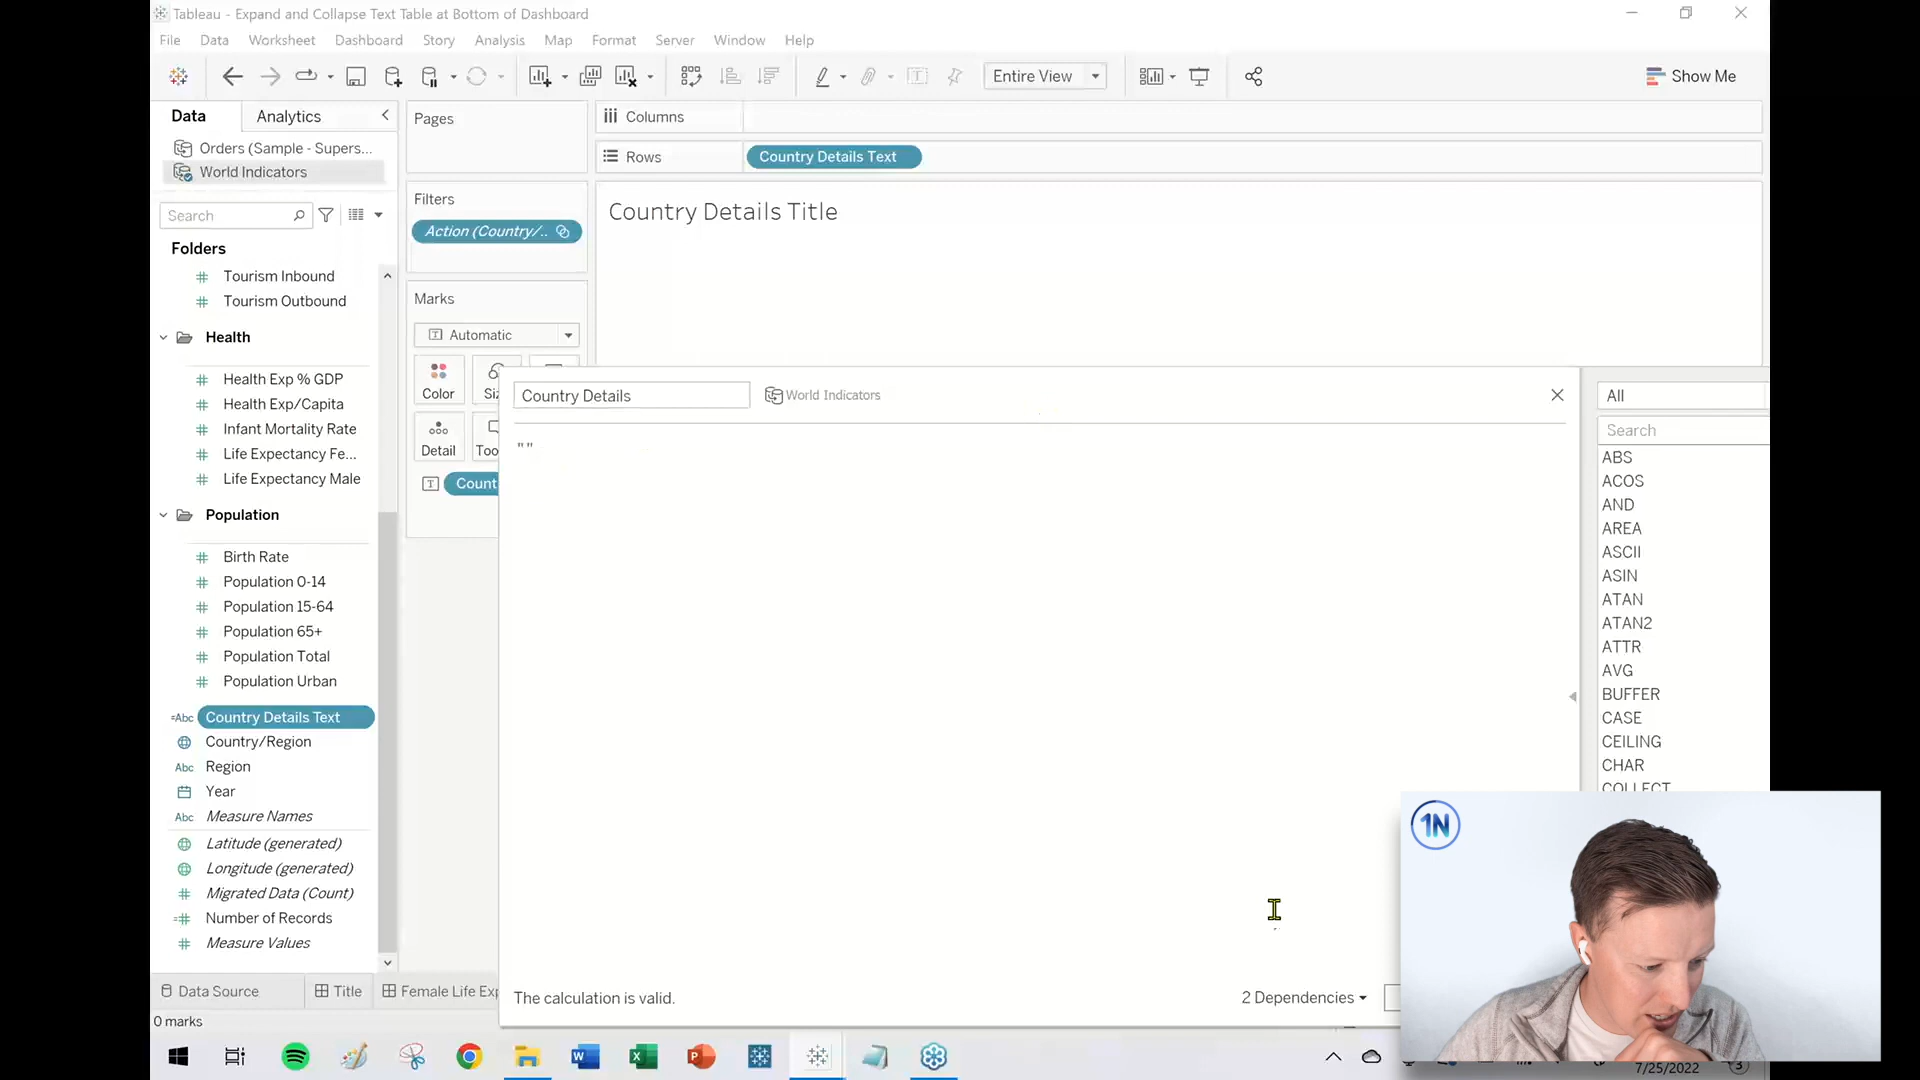 Tableau - Expand and Collapse Text Table at Bottom of Dashboard
File Data Worksheet Dashboard Story Analysis Map Format Server Window Help
Entire View
Show Me
Data
Analytics
Orders (Sample - Supers...
World Indicators
Search
Folders
Tourism Inbound
Tourism Outbound
Health
Health Exp % GDP
Health Exp/Capita
Infant Mortality Rate
Life Expectancy Fe...
Life Expectancy Male
Population
Birth Rate
Population 0-14
Population 15-64
Population 65+
Population Total
Population Urban
=Abc Country Details Text
Country/Region
Abc Region
Year
Abc Measure Names
Latitude (generated)
Longitude (generated)
Migrated Data (Count)
Number of Records
Measure Values
Pages
Filters
Action (Country/..
Marks
Automatic
Color
Siz
Detail
Too
Count
Columns
Rows
Country Details Text
Country Details Title
Country Details
World Indicators
""
The calculation is valid.
2 Dependencies
All
Search
ABS
ACOS
AND
AREA
ASCII
ASIN
ATAN
ATAN2
ATTR
AVG
BUFFER
CASE
CEILING
CHAR
COLLECT
1N
Data Source
Title
Female Life Exp
0 marks
7/25/2022
3